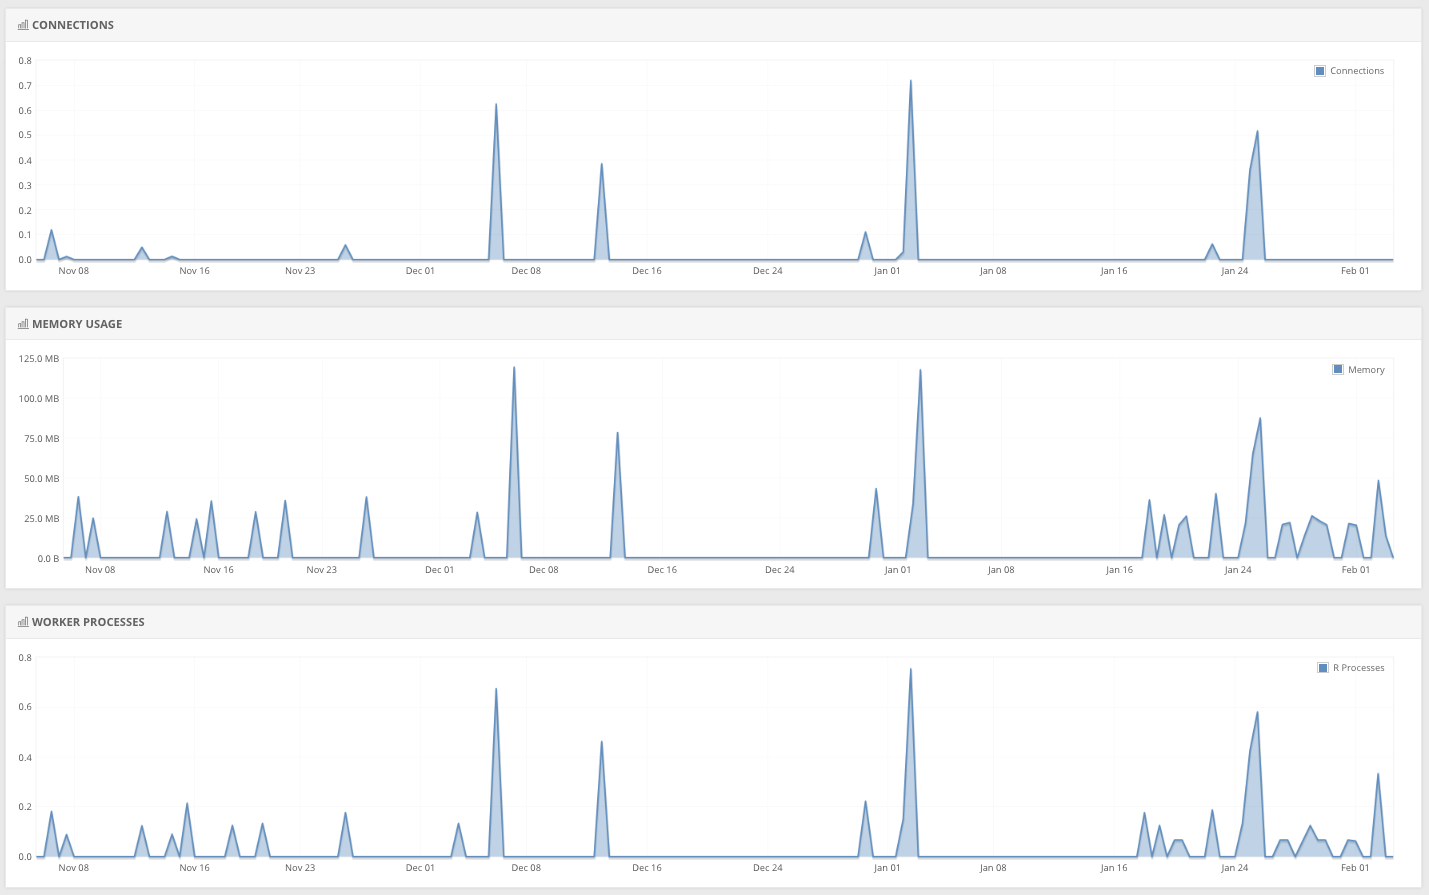 CONNECTIONS
0.8
0.7
0.6
0.5
0.4
0.3
0.2
0.1
0.0
Connections
Nov 08 Nov 16 Nov 23 Dec 01 Dec 08 Dec 16 Dec 24 Jan 01 Jan 08 Jan 16 Jan 24 Feb 01
MEMORY USAGE
125.0 MB
100.0 MB
75.0 MB
50.0 MB
25.0 MB
0.0 B
Memory
Nov 08 Nov 16 Nov 23 Dec 01 Dec 08 Dec 16 Dec 24 Jan 01 Jan 08 Jan 16 Jan 24 Feb 01
WORKER PROCESSES
0.8
0.6
0.4
0.2
0.0
R Processes
Nov 08 Nov 16 Nov 23 Dec 01 Dec 08 Dec 16 Dec 24 Jan 01 Jan 08 Jan 16 Jan 24 Feb 01